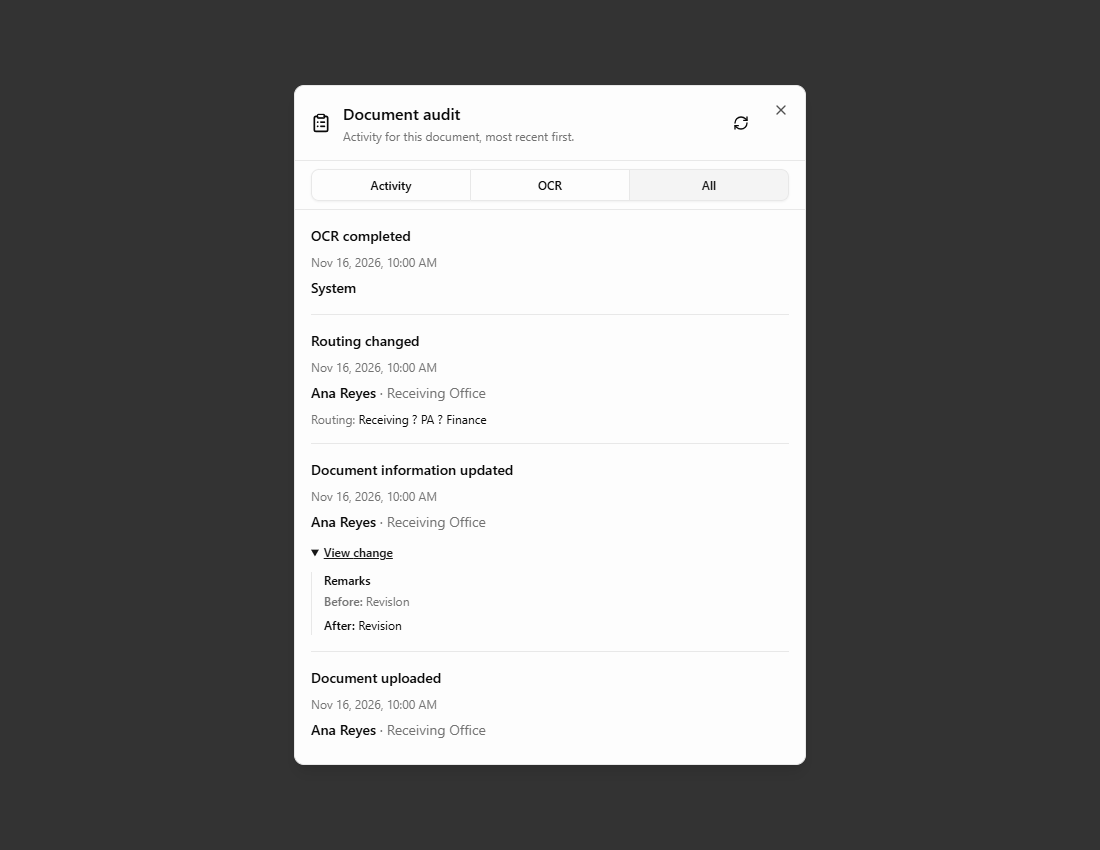 Document audit
Activity for this document, most recent first.
Activity
OCR
All
OCR completed
Nov 16, 2026, 10:00 AM
System
Routing changed
Nov 16, 2026, 10:00 AM
Ana Reyes · Receiving Office
Routing: Receiving ? PA ? Finance
Document information updated
Nov 16, 2026, 10:00 AM
Ana Reyes · Receiving Office
View change
Remarks
Before: Revislon
After: Revision
Document uploaded
Nov 16, 2026, 10:00 AM
Ana Reyes · Receiving Office